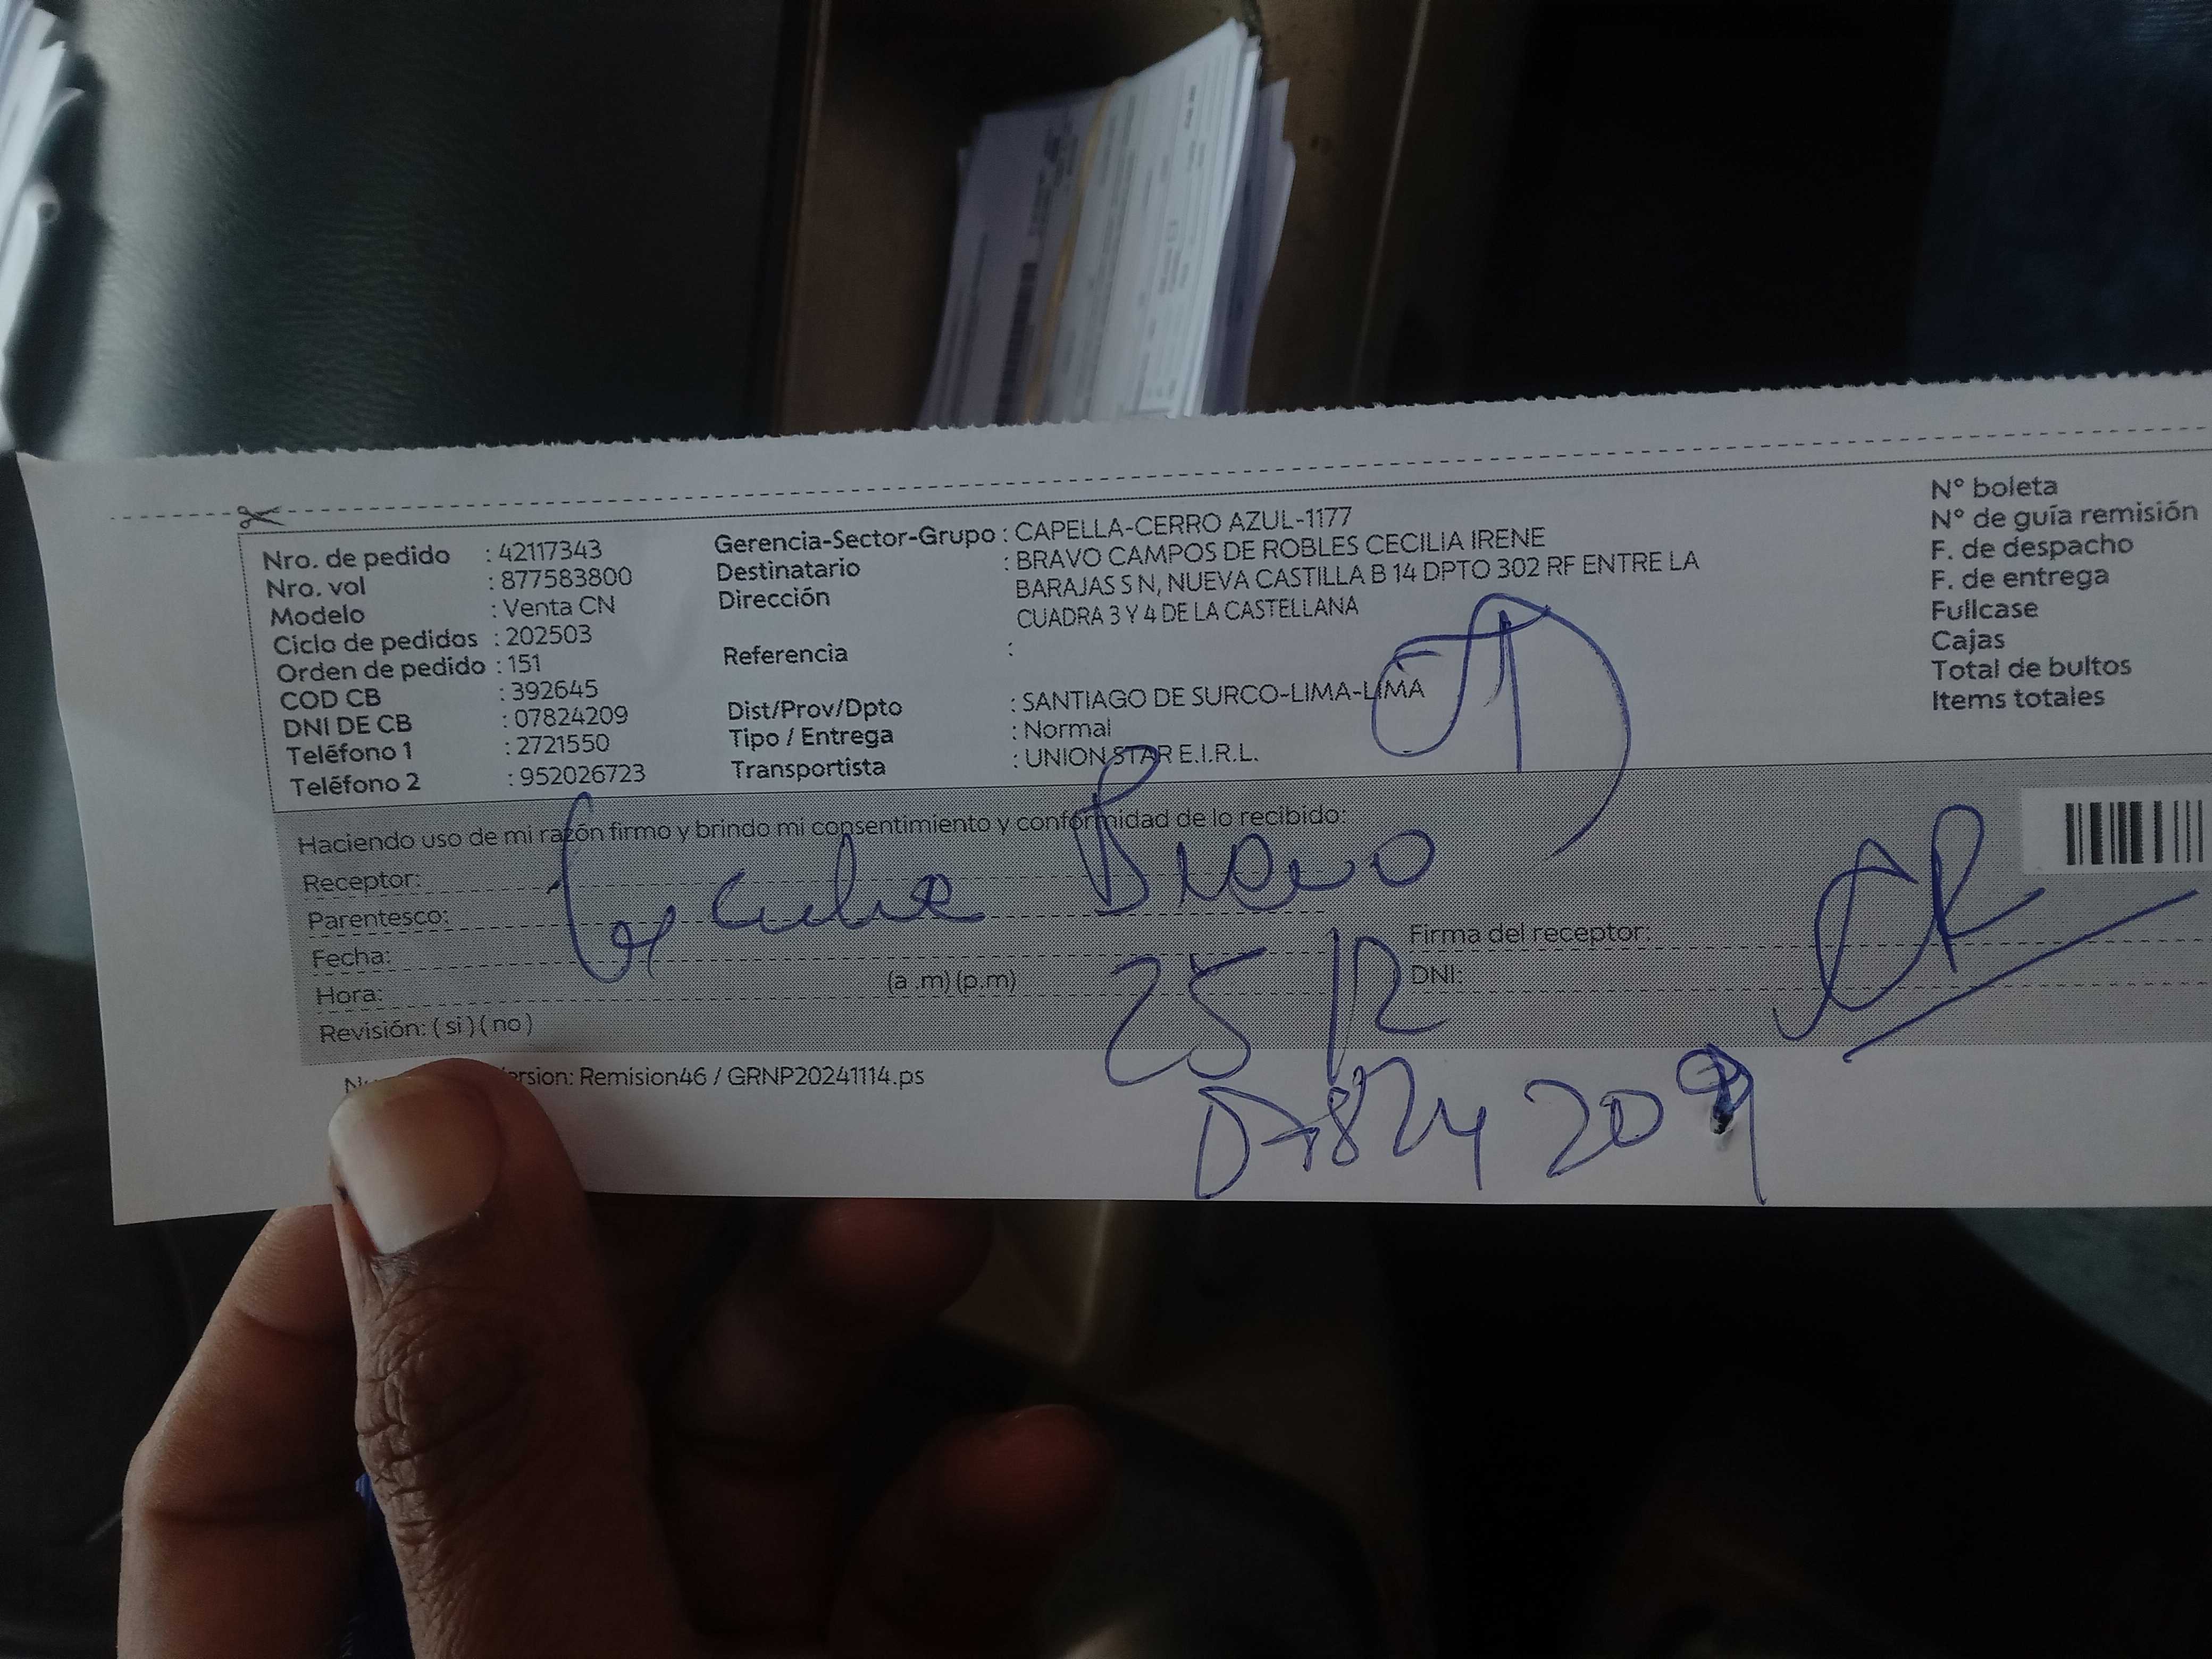 Nro. de pedido : 42117343
Nro. vol : 877583800
Modelo : Venta CN
Ciclo de pedidos : 202503
Orden de pedido : 151
COD CB : 392645
DNI DE CB : 07824209
Teléfono 1 : 2721550
Teléfono 2 : 952026723
Gerencia-Sector-Grupo : CAPELLA-CERRO AZUL-1177
Destinatario : BRAVO CAMPOS DE ROBLES CECILIA IRENE
Dirección BARAJAS S N, NUEVA CASTILLA B 14 DPTO 302 RF ENTRE LA
CUADRA 3 Y 4 DE LA CASTELLANA
Referencia :
Dist/Prov/Dpto : SANTIAGO DE SURCO-LIMA-LIMA
Tipo / Entrega : Normal
Transportista : UNION STAR E.I.R.L.
N° boleta
N° de guía remisión
F. de despacho
F. de entrega
Fullcase
Cajas
Total de bultos
Items totales
Haciendo uso de mi razón firmo y brindo mi consentimiento y conformidad de lo recibido:
Receptor:
Cecilia Bravo
Parentesco:
Fecha:
Firma del receptor:
Hora: (a .m) (p.m)
25 12
DNI:
Revisión: ( si ) ( no )
ersion: Remision46 / GRNP20241114.ps
07824209